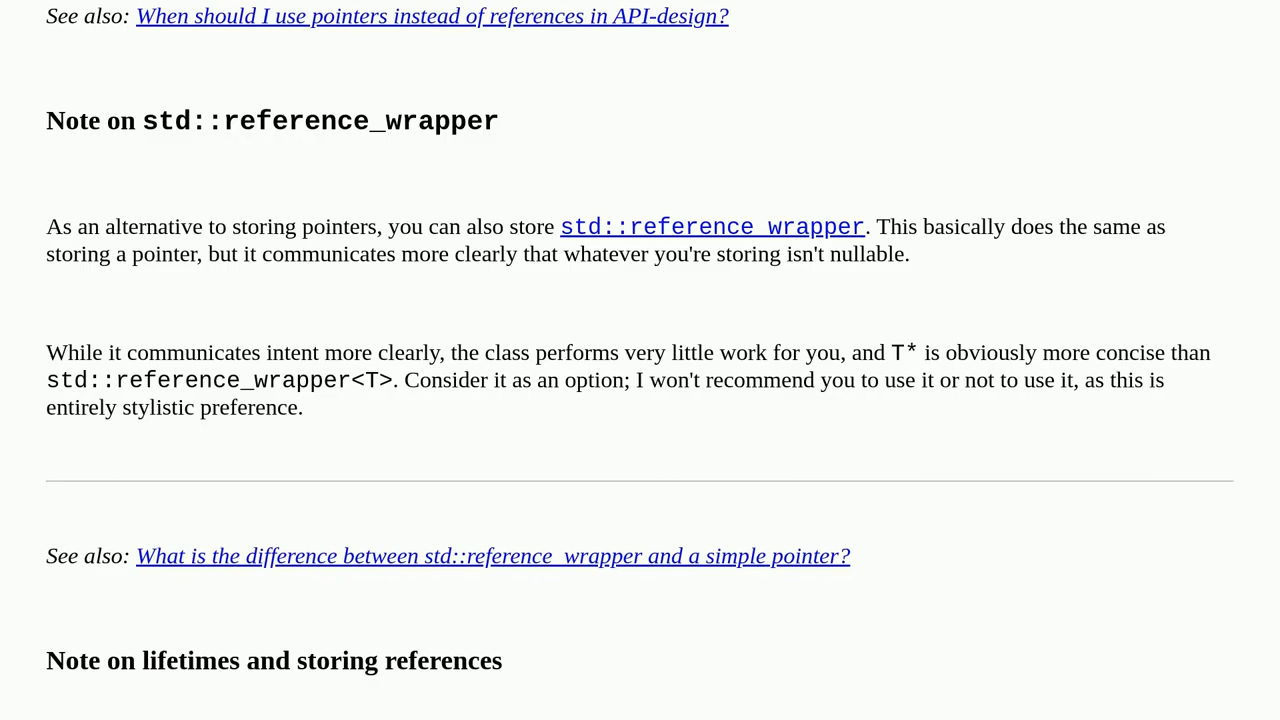 See also: When should I use pointers instead of references in API-design?
Note on std::reference_wrapper
As an alternative to storing pointers, you can also store std::reference_wrapper. This basically does the same as
storing a pointer, but it communicates more clearly that whatever you're storing isn't nullable.
While it communicates intent more clearly, the class performs very little work for you, and T* is obviously more concise than
std::reference_wrapper<T>. Consider it as an option; I won't recommend you to use it or not to use it, as this is
entirely stylistic preference.
See also: What is the difference between std::reference_wrapper and a simple pointer?
Note on lifetimes and storing references